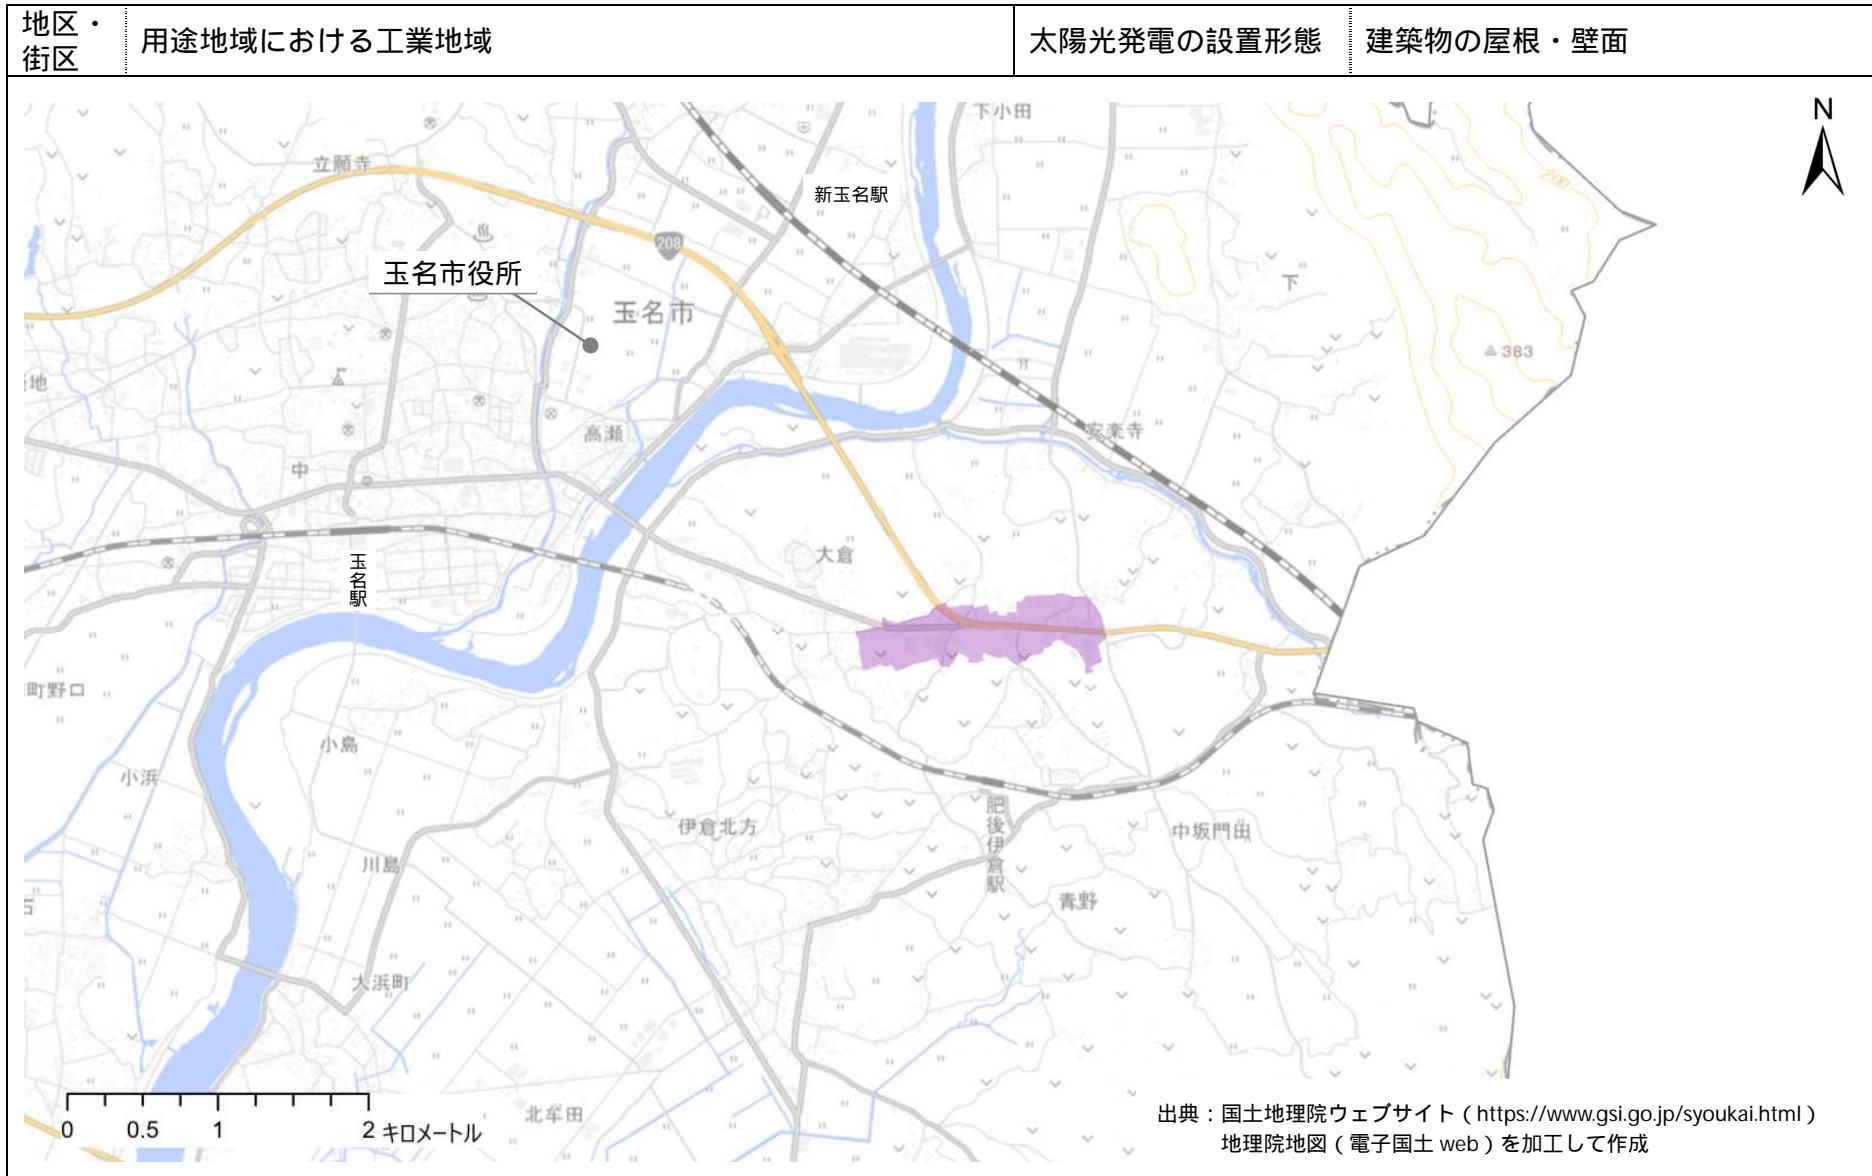 地区・
街区
用途地域における工業地域
太陽光発電の設置形態
建築物の屋根・壁面
N
下小田
立願寺
新玉名駅
200
208
玉名市役所
玉名市
下
383
地
高瀬
安楽寺
中
大倉
玉名駅
町野口
小島
小浜
伊倉北方
肥後伊倉駅
中坂門田
川島
青野
石
大浜町
北牟田
0 0.5 1 2 キロメートル
出典：国土地理院ウェブサイト（https://www.gsi.go.jp/syoukai.html）
地理院地図（電子国土 web）を加工して作成